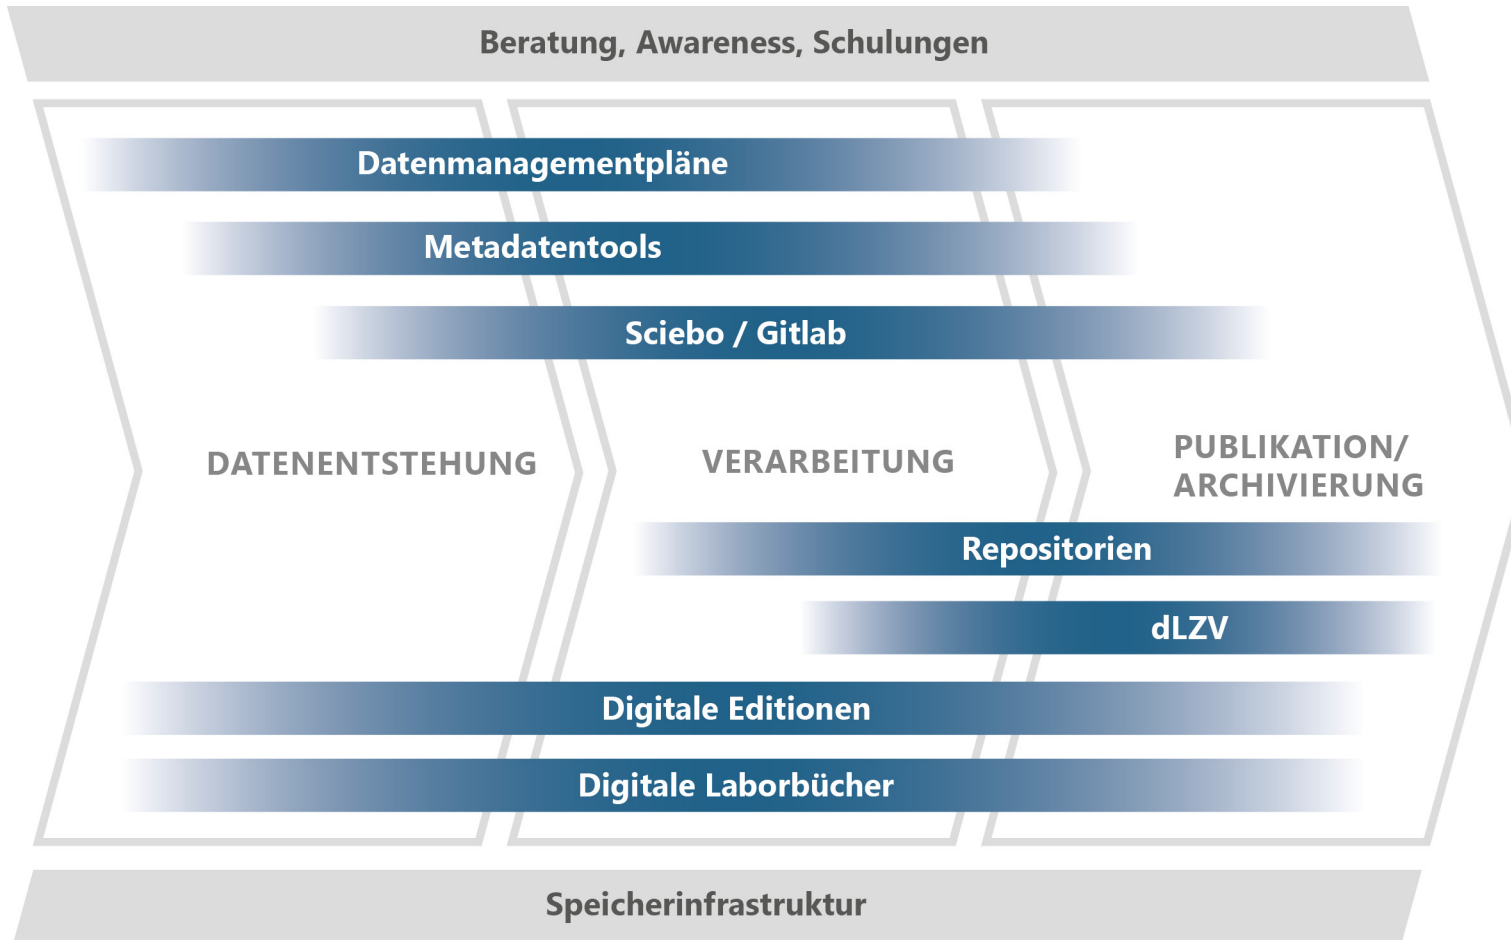 Beratung, Awareness, Schulungen
Datenmanagementpläne
Metadatentools
Sciebo / Gitlab
DATENENTSTEHUNG
VERARBEITUNG
PUBLIKATION/
ARCHIVIERUNG
Repositorien
dLZV
Digitale Editionen
Digitale Laborbücher
Speicherinfrastruktur